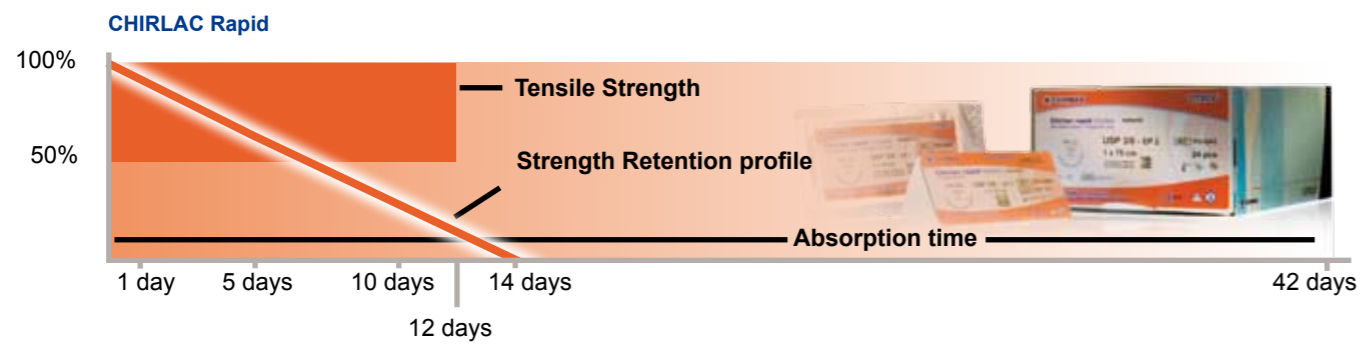 CHIRLAC Rapid
100%
Tensile Strength
50%
Strength Retention profile
Absorption time
1 day
5 days
10 days
14 days
42 days
12 days